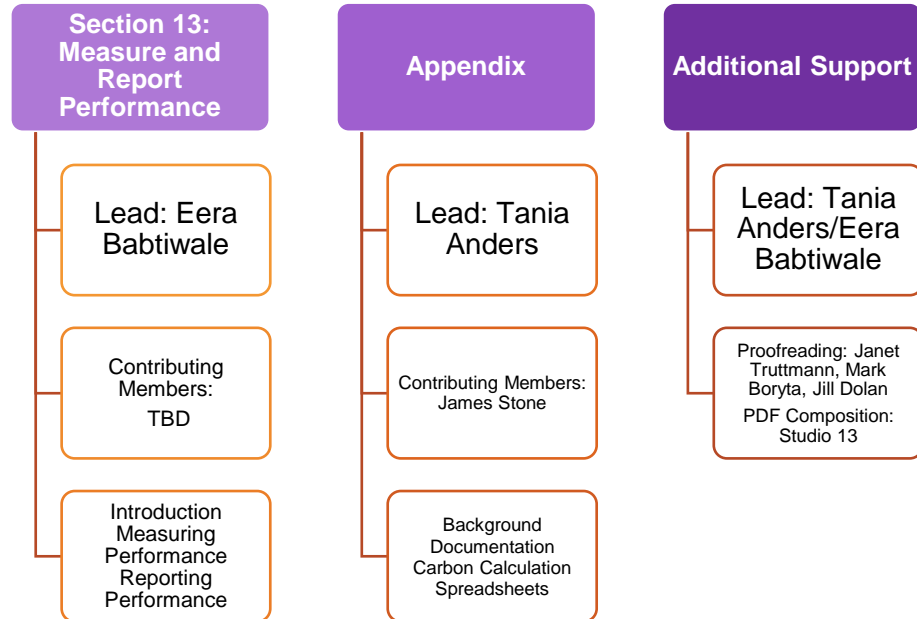 Section 13:
Measure and
Report
Performance
Lead: Eera
Babtiwale
Contributing
Members:
TBD
Introduction
Measuring
Performance
Reporting
Performance
Appendix
Lead: Tania
Anders
Contributing Members:
James Stone
Background
Documentation
Carbon Calculation
Spreadsheets
Additional Support
Lead: Tania
Anders/Eera
Babtiwale
Proofreading: Janet
Truttmann, Mark
Boryta, Jill Dolan
PDF Composition:
Studio 13